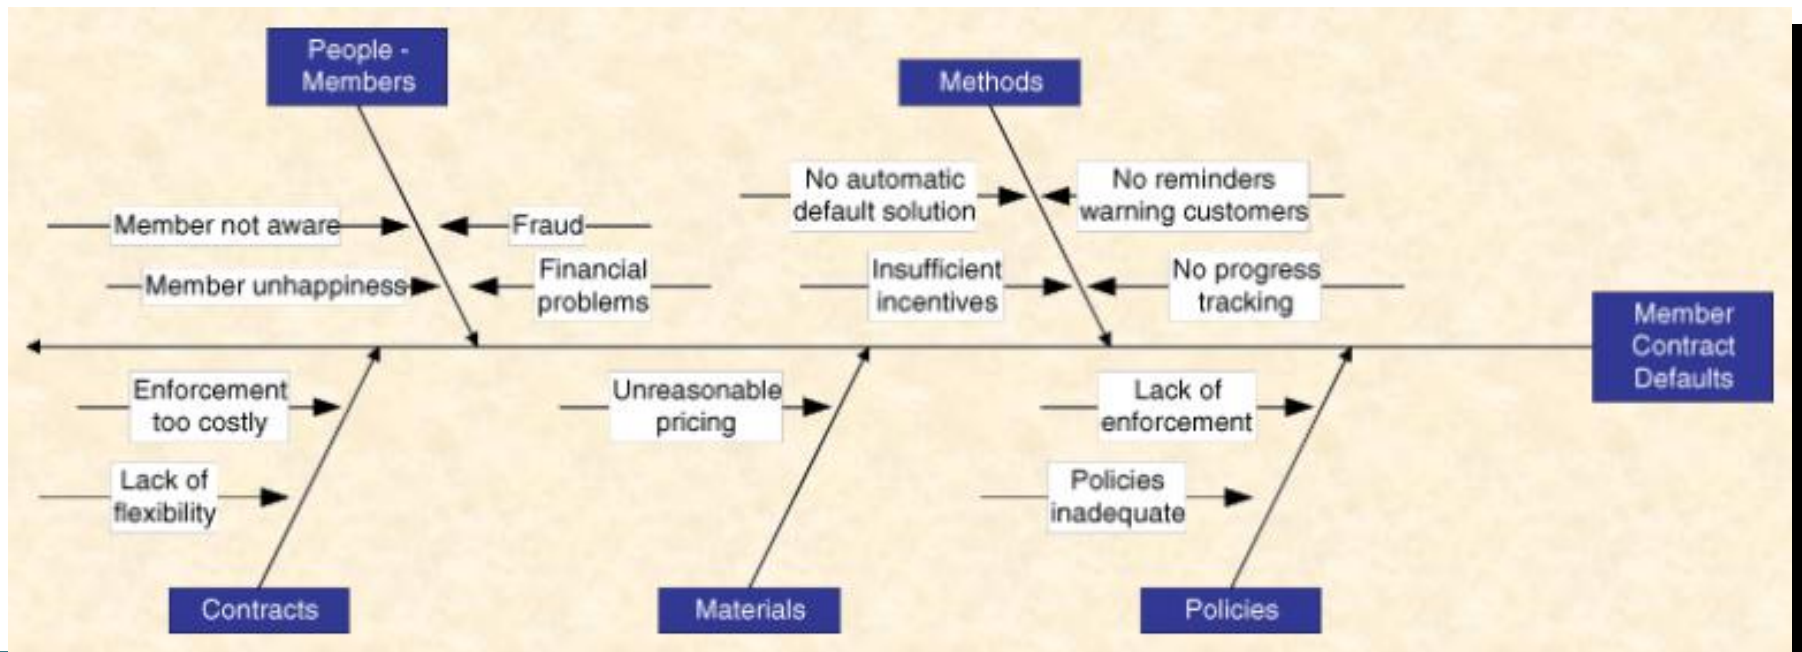 People -
Members
Methods
No automatic
default solution
No reminders
warning customers
Member not aware
Fraud
Member unhappiness
Financial
problems
Insufficient
incentives
No progress
tracking
Member
Contract
Defaults
Enforcement
too costly
Unreasonable
pricing
Lack of
enforcement
Lack of
flexibility
Policies
inadequate
Contracts
Materials
Policies